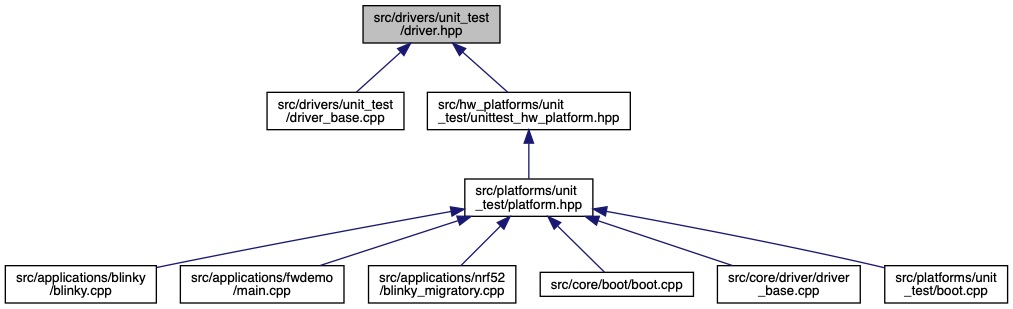 src/drivers/unit_test
/driver.hpp
src/drivers/unit_test
/driver_base.cpp
src/hw_platforms/unit
_test/unittest_hw_platform.hpp
src/platforms/unit
_test/platform.hpp
src/applications/blinky
/blinky.cpp
src/applications/fwdemo
/main.cpp
src/applications/nrf52
/blinky_migratory.cpp
src/core/boot/boot.cpp
src/core/driver/driver
_base.cpp
src/platforms/unit
_test/boot.cpp